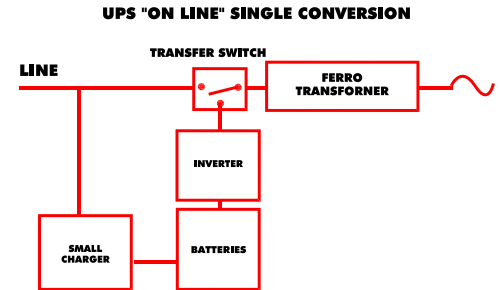 UPS "ON LINE" SINGLE CONVERSION
TRANSFER SWITCH
LINE
FERRO
TRANSFORNER
INVERTER
SMALL
CHARGER
BATTERIES